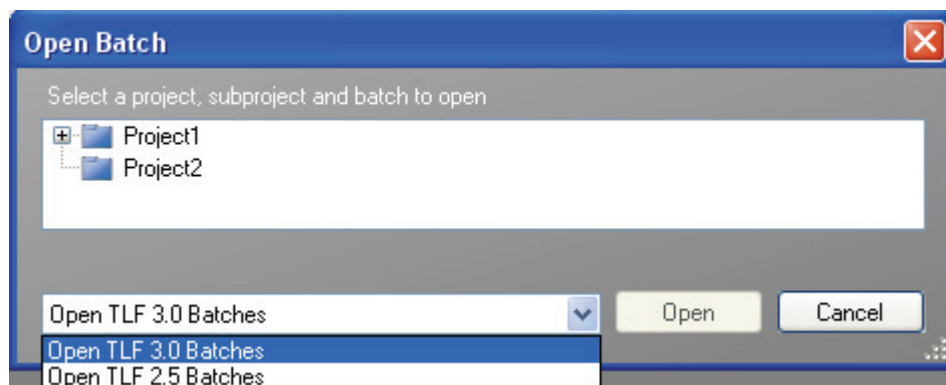 Open Batch
Select a project, subproject and batch to open
Project1
Project2
Open TLF 3.0 Batches
Open
Cancel
Open TLF 3.0 Batches
Open TLF 2.5 Batches